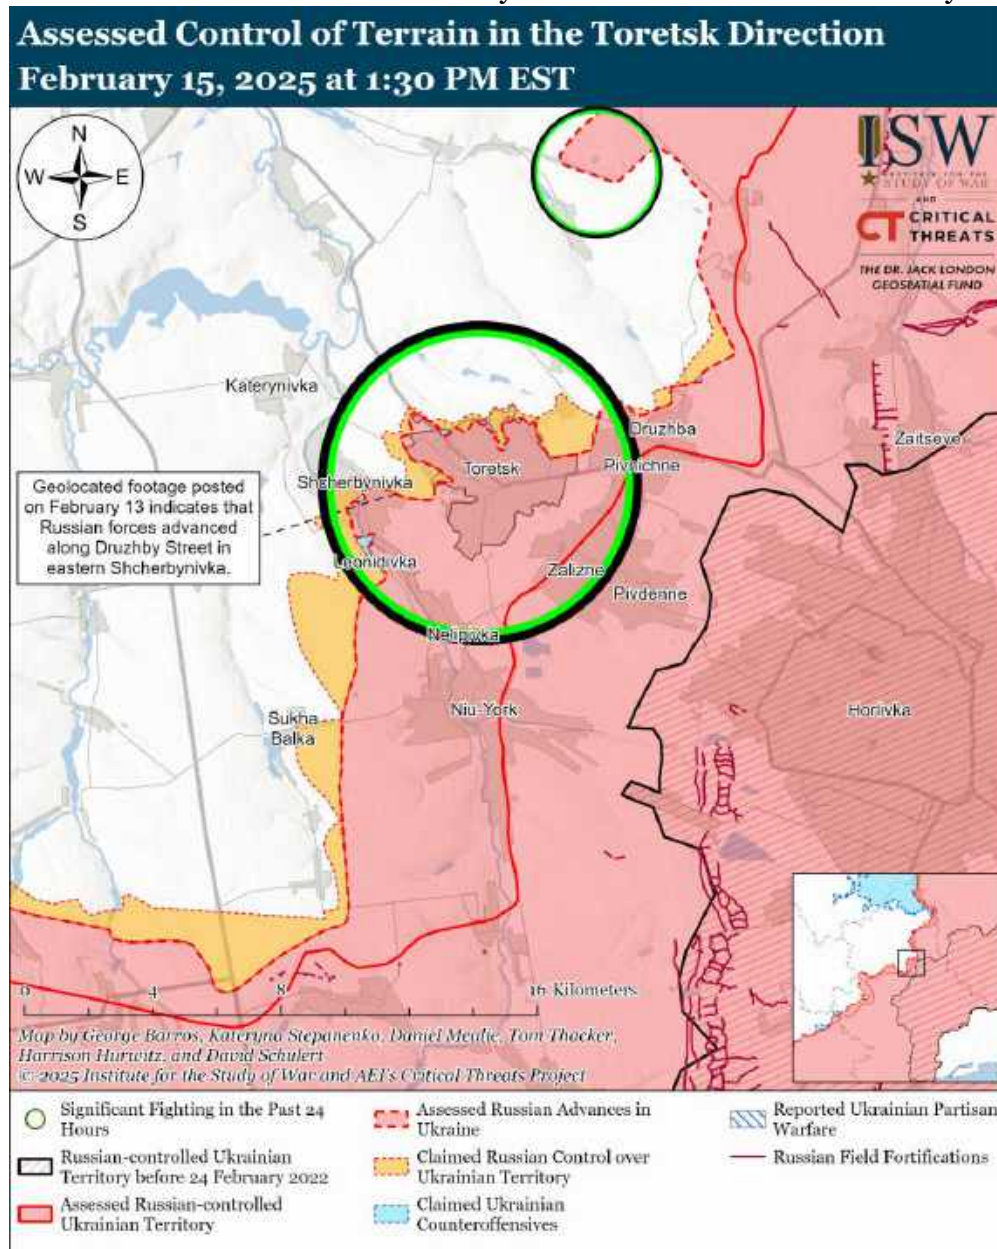 Assessed Control of Terrain in the Toretsk Direction
February 15, 2025 at 1:30 PM EST
N
W E
S
ISW
INSTITUTE FOR THE
STUDY OF WAR
AND
CT CRITICAL
THREATS
THE DR. JACK LONDON
GEOSPATIAL FUND
Katerynivka
Druzhba
Zaitseve
Pivnichne
Toretsk
Shcherbynivka
Geolocated footage posted
on February 13 indicates that
Russian forces advanced
along Druzhby Street in
eastern Shcherbynivka.
Leonidivka
Zalizne
Pivdenne
Nelipivka
Niu-York
Horlivka
Sukha
Balka
0 4 8 16 Kilometers
Map by George Barros, Kateryna Stepanenko, Daniel Mealie, Tom Thacker,
Harrison Hurwitz, and David Schulert
© 2025 Institute for the Study of War and AEI's Critical Threats Project
Significant Fighting in the Past 24
Hours
Russian-controlled Ukrainian
Territory before 24 February 2022
Assessed Russian-controlled
Ukrainian Territory
Assessed Russian Advances in
Ukraine
Claimed Russian Control over
Ukrainian Territory
Claimed Ukrainian
Counteroffensives
Reported Ukrainian Partisan
Warfare
Russian Field Fortifications